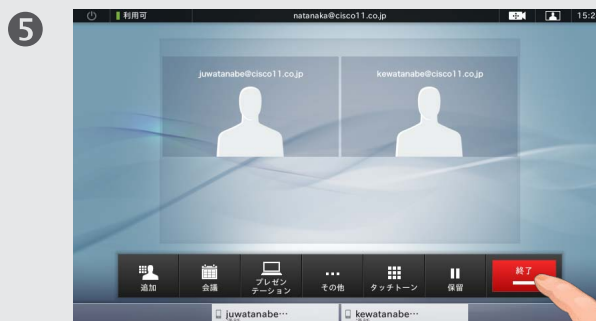 5
利用可 natanaka@cisco11.co.jp 15:2
juwatanabe@cisco11.co.jp kewatanabe@cisco11.co.jp
追加 会議 プレゼン
テーション その他 タッチトーン 保留 終了
juwatanabe… kewatanabe…